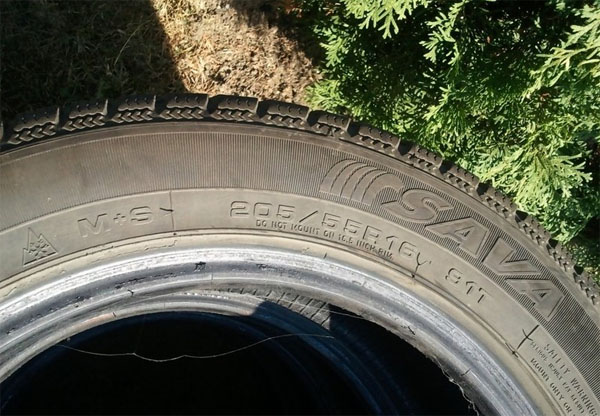 M+S
205/55R16
91T
DO NOT MOUNT ON 16.5 INCH RIM
SAVA
SAFETY WARNING